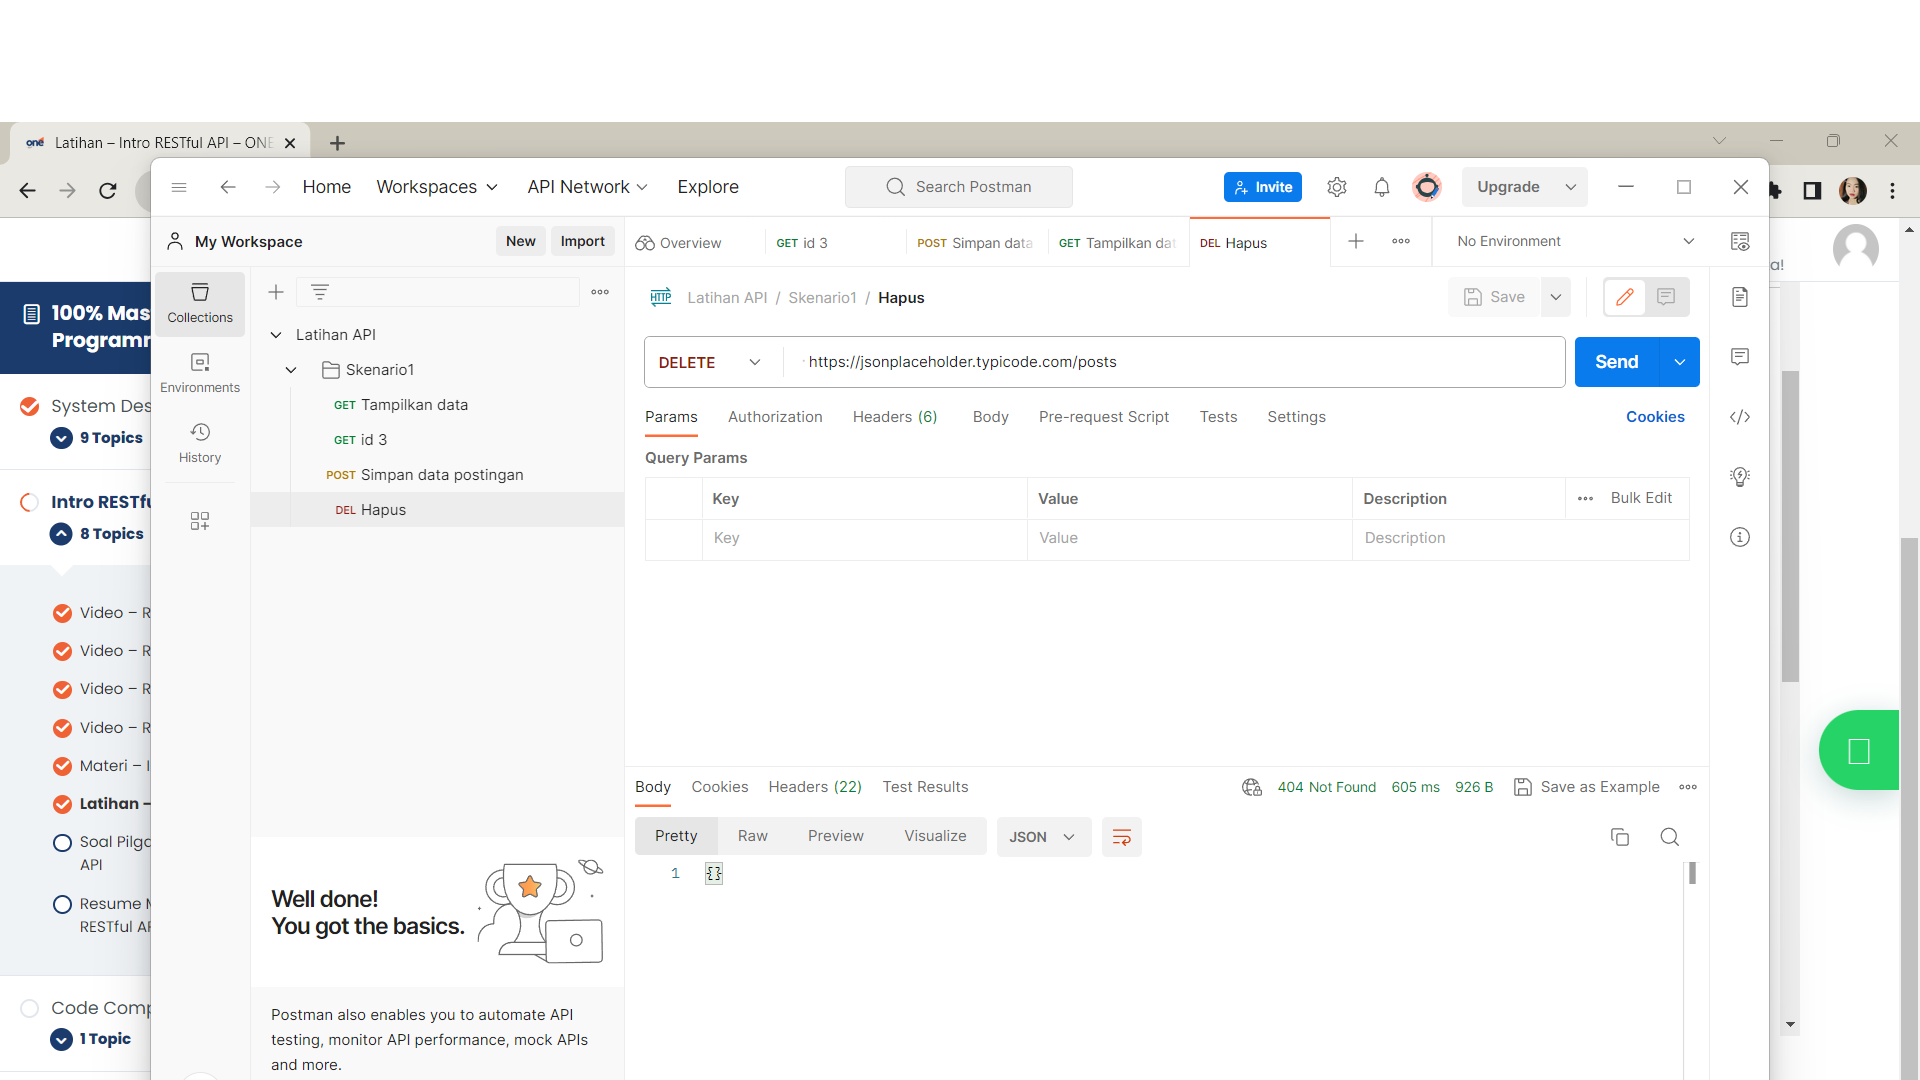 one Latihan – Intro RESTful API – ONE
Home Workspaces API Network Explore
Search Postman
Invite
Upgrade
My Workspace
New Import
Overview
GET id 3
POST Simpan data
GET Tampilkan dat
DEL Hapus
No Environment
a!
100% Mas
Programm
HTTP Latihan API / Skenario1 / Hapus
Save
Collections
Latihan API
Environments
Skenario1
GET Tampilkan data
GET id 3
POST Simpan data postingan
DEL Hapus
History
DELETE
https://jsonplaceholder.typicode.com/posts
Send
Params Authorization Headers (6) Body Pre-request Script Tests Settings
Cookies
Query Params
Key Value Description Bulk Edit
Key Value Description
System Des
9 Topics
Intro RESTfu
8 Topics
Video – R
Video – R
Video – R
Video – R
Materi – I
Latihan –
Soal Pilga
API
Resume M
RESTful AP
Code Comp
1 Topic
Body Cookies Headers (22) Test Results
404 Not Found 605 ms 926 B Save as Example
Pretty Raw Preview Visualize JSON
1 {}
Well done!
You got the basics.
Postman also enables you to automate API
testing, monitor API performance, mock APIs
and more.